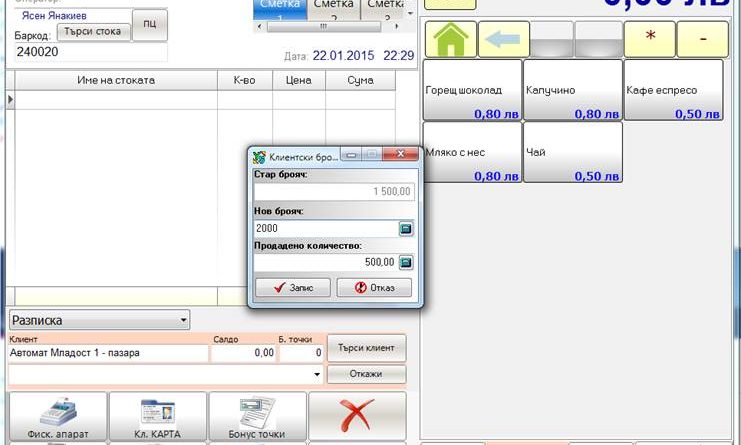 Оператор:
Ясен Янакиев
Баркод:
Търси стока
ПЦ
240020
Сметка
1
Сметка
2
Сметка
3
Дата: 22.01.2015 22:29
Име на стоката К-во Цена Сума
* -
Горещ шоколад
0,80 лв
Капучино
0,80 лв
Кафе еспресо
0,50 лв
Мляко с нес
0,80 лв
Чай
0,50 лв
Клиентски бро...
Стар брояч:
1 500,00
Нов брояч:
2000
Продадено количество:
500,00
Запис
Отказ
Разписка
Клиент Салдо Б. точки
Автомат Младост 1 - пазара 0,00 0
Търси клиент
Откажи
Фиск. апарат
Кл. КАРТА
Бонус точки